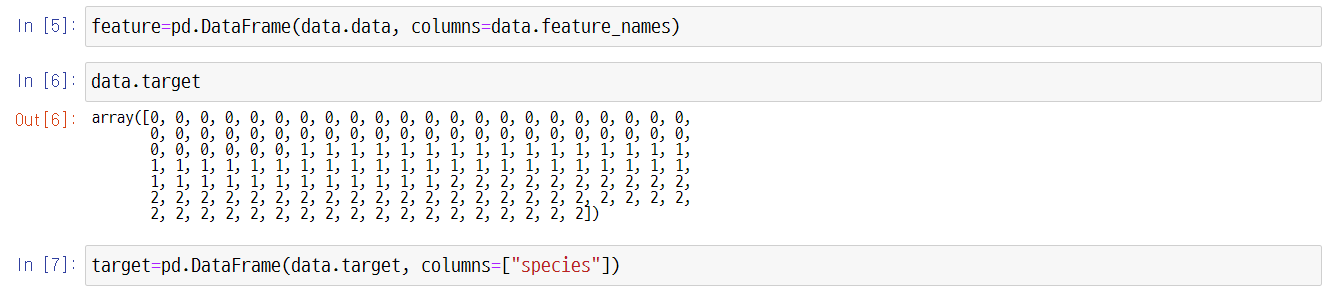 In [5]: feature=pd.DataFrame(data.data, columns=data.feature_names)
In [6]: data.target
Out[6]: array([0, 0, 0, 0, 0, 0, 0, 0, 0, 0, 0, 0, 0, 0, 0, 0, 0, 0, 0, 0, 0, 0,
0, 0, 0, 0, 0, 0, 0, 0, 0, 0, 0, 0, 0, 0, 0, 0, 0, 0, 0, 0, 0, 0,
0, 0, 0, 0, 0, 0, 1, 1, 1, 1, 1, 1, 1, 1, 1, 1, 1, 1, 1, 1, 1, 1,
1, 1, 1, 1, 1, 1, 1, 1, 1, 1, 1, 1, 1, 1, 1, 1, 1, 1, 1, 1, 1, 1,
1, 1, 1, 1, 1, 1, 1, 1, 1, 1, 1, 1, 2, 2, 2, 2, 2, 2, 2, 2, 2, 2,
2, 2, 2, 2, 2, 2, 2, 2, 2, 2, 2, 2, 2, 2, 2, 2, 2, 2, 2, 2, 2, 2,
2, 2, 2, 2, 2, 2, 2, 2, 2, 2, 2, 2, 2, 2, 2, 2, 2, 2])
In [7]: target=pd.DataFrame(data.target, columns=["species"])